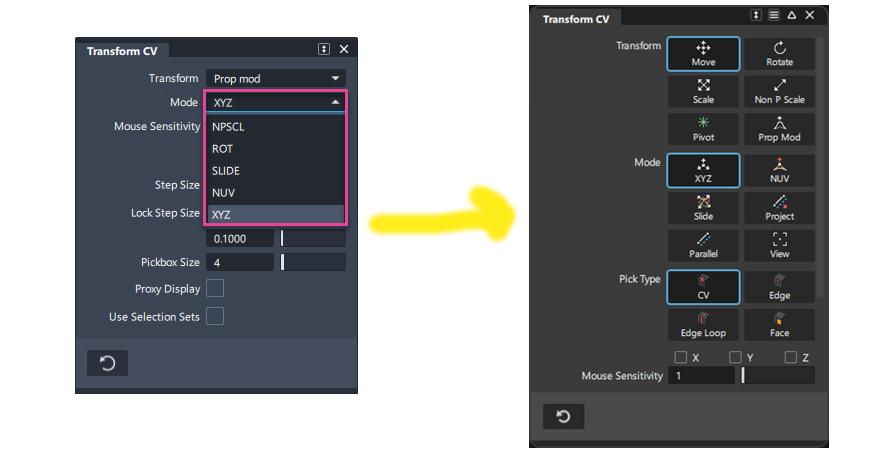 Transform CV
Transform Prop mod
Mode XYZ
Mouse Sensitivity NPSCL
ROT
SLIDE
Step Size NUV
Lock Step Size XYZ
0.1000
Pickbox Size 4
Proxy Display
Use Selection Sets
Transform CV
Transform Move Rotate
Scale Non P Scale
Pivot Prop Mod
Mode XYZ NUV
Slide Project
Parallel View
Pick Type CV Edge
Edge Loop Face
X Y Z
Mouse Sensitivity 1